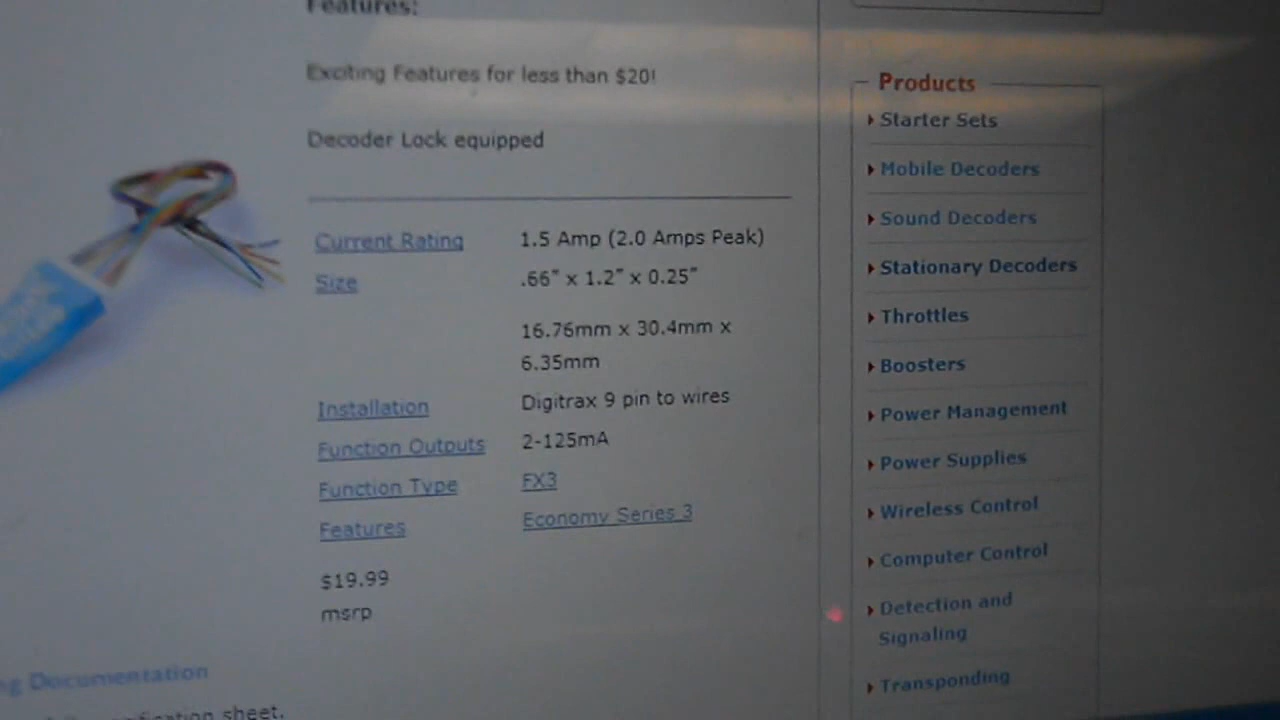 Features:
Exciting Features for less than $20!
Decoder Lock equipped
Current Rating 1.5 Amp (2.0 Amps Peak)
Size .66" x 1.2" x 0.25"
16.76mm x 30.4mm x
6.35mm
Installation Digitrax 9 pin to wires
Function Outputs 2-125mA
Function Type FX3
Features Economy Series 3
$19.99
msrp
Documentation
sheet.
Products
Starter Sets
Mobile Decoders
Sound Decoders
Stationary Decoders
Throttles
Boosters
Power Management
Power Supplies
Wireless Control
Computer Control
Detection and
Signaling
Transponding